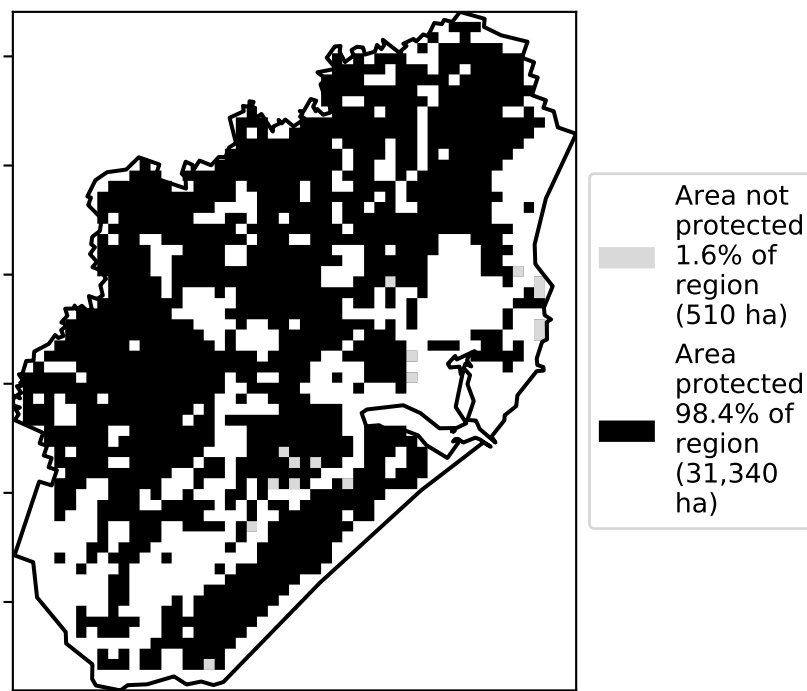 Area not
protected
1.6% of
region
(510 ha)
Area
protected
98.4% of
region
(31,340
ha)